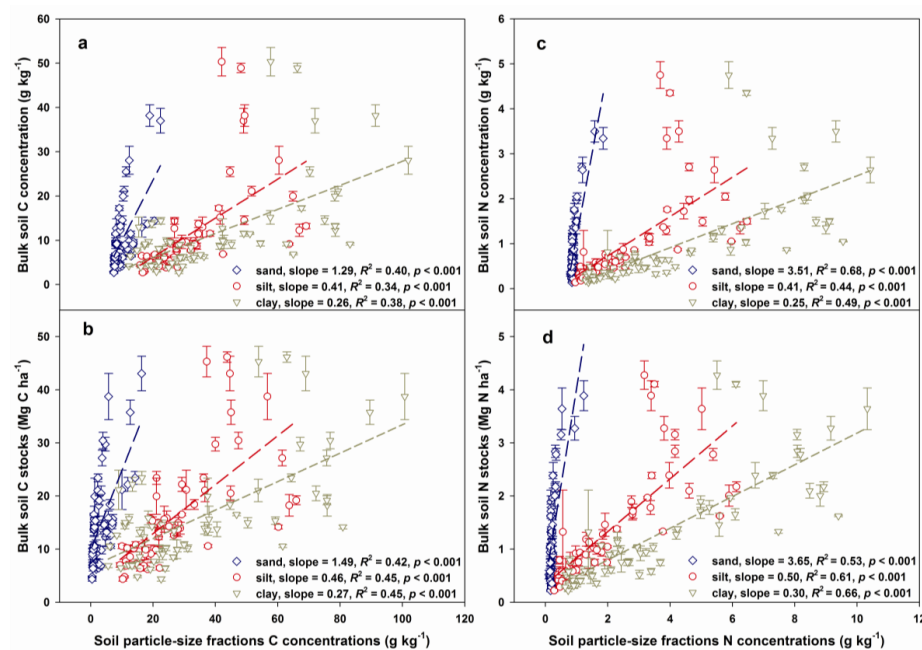 a
Bulk soil C concentration (g kg⁻¹)
60
50
40
30
20
10
0
sand, slope = 1.29, R² = 0.40, p < 0.001
silt, slope = 0.41, R² = 0.34, p < 0.001
clay, slope = 0.26, R² = 0.38, p < 0.001
c
Bulk soil N concentration (g kg⁻¹)
6
5
4
3
2
1
0
sand, slope = 3.51, R² = 0.68, p < 0.001
silt, slope = 0.41, R² = 0.44, p < 0.001
clay, slope = 0.25, R² = 0.49, p < 0.001
b
Bulk soil C stocks (Mg C ha⁻¹)
50
40
30
20
10
0
sand, slope = 1.49, R² = 0.42, p < 0.001
silt, slope = 0.46, R² = 0.45, p < 0.001
clay, slope = 0.27, R² = 0.45, p < 0.001
0 20 40 60 80 100 120
Soil particle-size fractions C concentrations (g kg⁻¹)
d
Bulk soil N stocks (Mg N ha⁻¹)
5
4
3
2
1
0
sand, slope = 3.65, R² = 0.53, p < 0.001
silt, slope = 0.50, R² = 0.61, p < 0.001
clay, slope = 0.30, R² = 0.66, p < 0.001
0 2 4 6 8 10 12
Soil particle-size fractions N concentrations (g kg⁻¹)